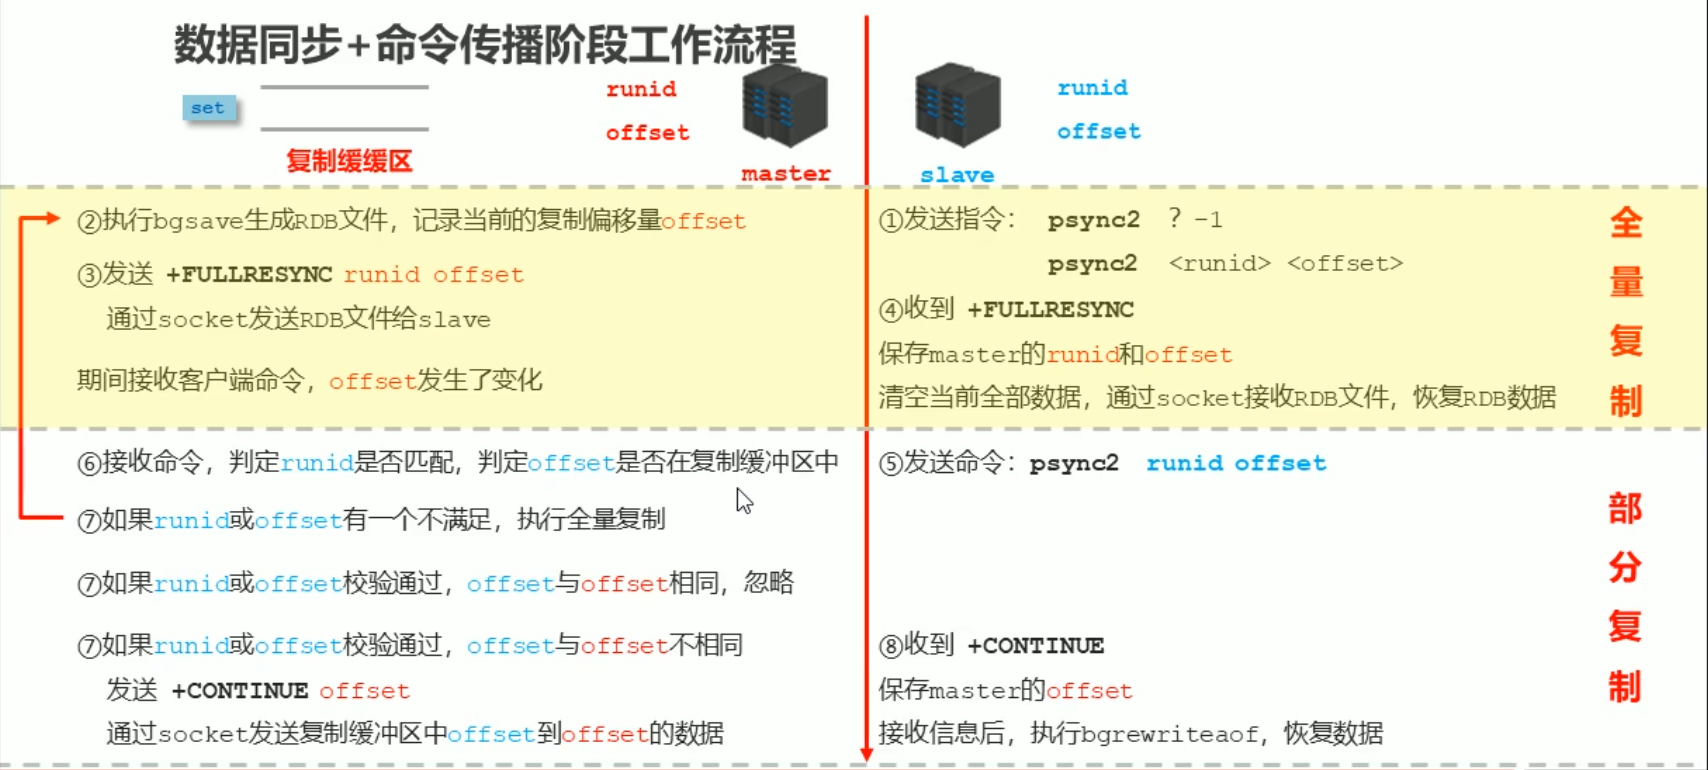 数据同步+命令传播阶段工作流程
set
复制缓缓区
runid
offset
master
slave
runid
offset
②执行bgsave生成RDB文件，记录当前的复制偏移量offset
③发送 +FULLRESYNC runid offset
通过socket发送RDB文件给slave
期间接收客户端命令，offset发生了变化
①发送指令： psync2 ? -1
psync2 <runid> <offset>
④收到 +FULLRESYNC
保存master的runid和offset
清空当前全部数据，通过socket接收RDB文件，恢复RDB数据
全
量
复
制
⑥接收命令，判定runid是否匹配，判定offset是否在复制缓冲区中
⑦如果runid或offset有一个不满足，执行全量复制
⑦如果runid或offset校验通过，offset与offset相同，忽略
⑦如果runid或offset校验通过，offset与offset不相同
发送 +CONTINUE offset
通过socket发送复制缓冲区中offset到offset的数据
⑤发送命令：psync2 runid offset
⑧收到 +CONTINUE
保存master的offset
接收信息后，执行bgrewriteaof，恢复数据
部
分
复
制